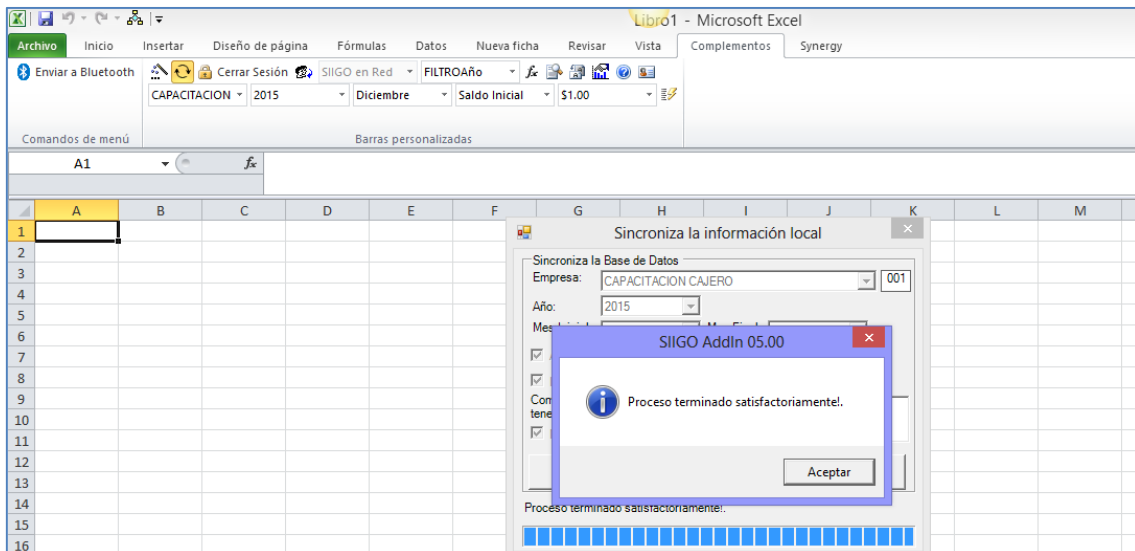 Libro1 - Microsoft Excel
Archivo Inicio Insertar Diseño de página Fórmulas Datos Nueva ficha Revisar Vista Complementos Synergy
Enviar a Bluetooth Cerrar Sesión SIIGO en Red FILTROAño fx
CAPACITACION 2015 Diciembre Saldo Inicial $1.00
Comandos de menú Barras personalizadas
A1 fx
A B C D E F G H I J K L M
1
2
3
4
5
6
7
8
9
10
11
12
13
14
15
16
Sincroniza la información local
Sincroniza la Base de Datos
Empresa: CAPACITACION CAJERO 001
Año: 2015
SIIGO AddIn 05.00
Proceso terminado satisfactoriamente!.
Aceptar
Proceso terminado satisfactoriamente!.